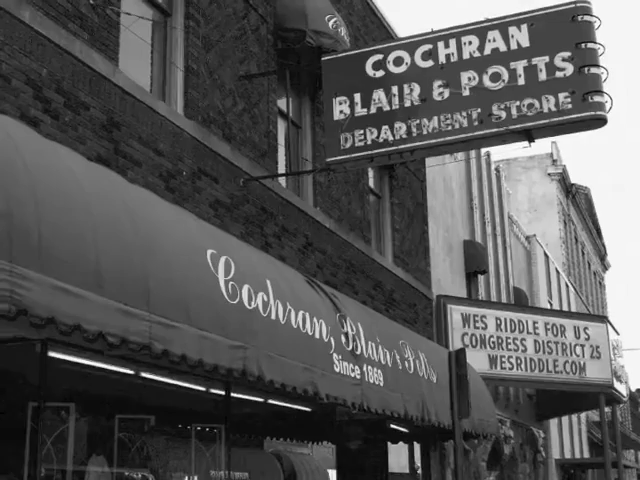 COCHRAN
BLAIR & POTTS
DEPARTMENT STORE
Cochran, Blair & Potts
Since 1869
WES RIDDLE FOR US
CONGRESS DISTRICT 25
WESRIDDLE.COM